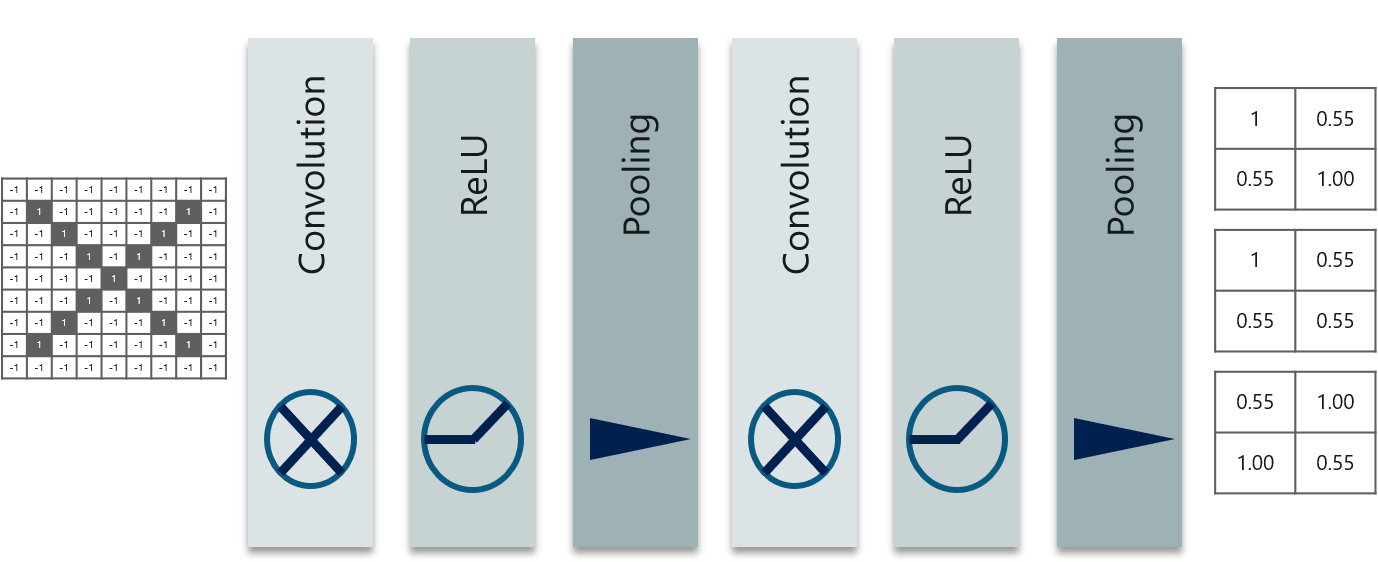 -1 -1 -1 -1 -1 -1 -1 -1 -1
-1 1 -1 -1 -1 -1 -1 1 -1
-1 -1 1 -1 -1 -1 1 -1 -1
-1 -1 -1 1 -1 1 -1 -1 -1
-1 -1 -1 -1 1 -1 -1 -1 -1
-1 -1 -1 1 -1 1 -1 -1 -1
-1 -1 1 -1 -1 -1 1 -1 -1
-1 1 -1 -1 -1 -1 -1 1 -1
-1 -1 -1 -1 -1 -1 -1 -1 -1
Convolution
ReLU
Pooling
Convolution
ReLU
Pooling
1 0.55
0.55 1.00
1 0.55
0.55 0.55
0.55 1.00
1.00 0.55